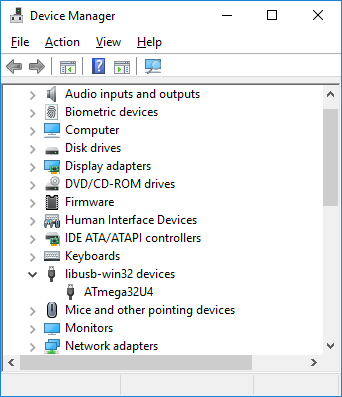 Device Manager
File Action View Help
Audio inputs and outputs
Biometric devices
Computer
Disk drives
Display adapters
DVD/CD-ROM drives
Firmware
Human Interface Devices
IDE ATA/ATAPI controllers
Keyboards
libusb-win32 devices
ATmega32U4
Mice and other pointing devices
Monitors
Network adapters